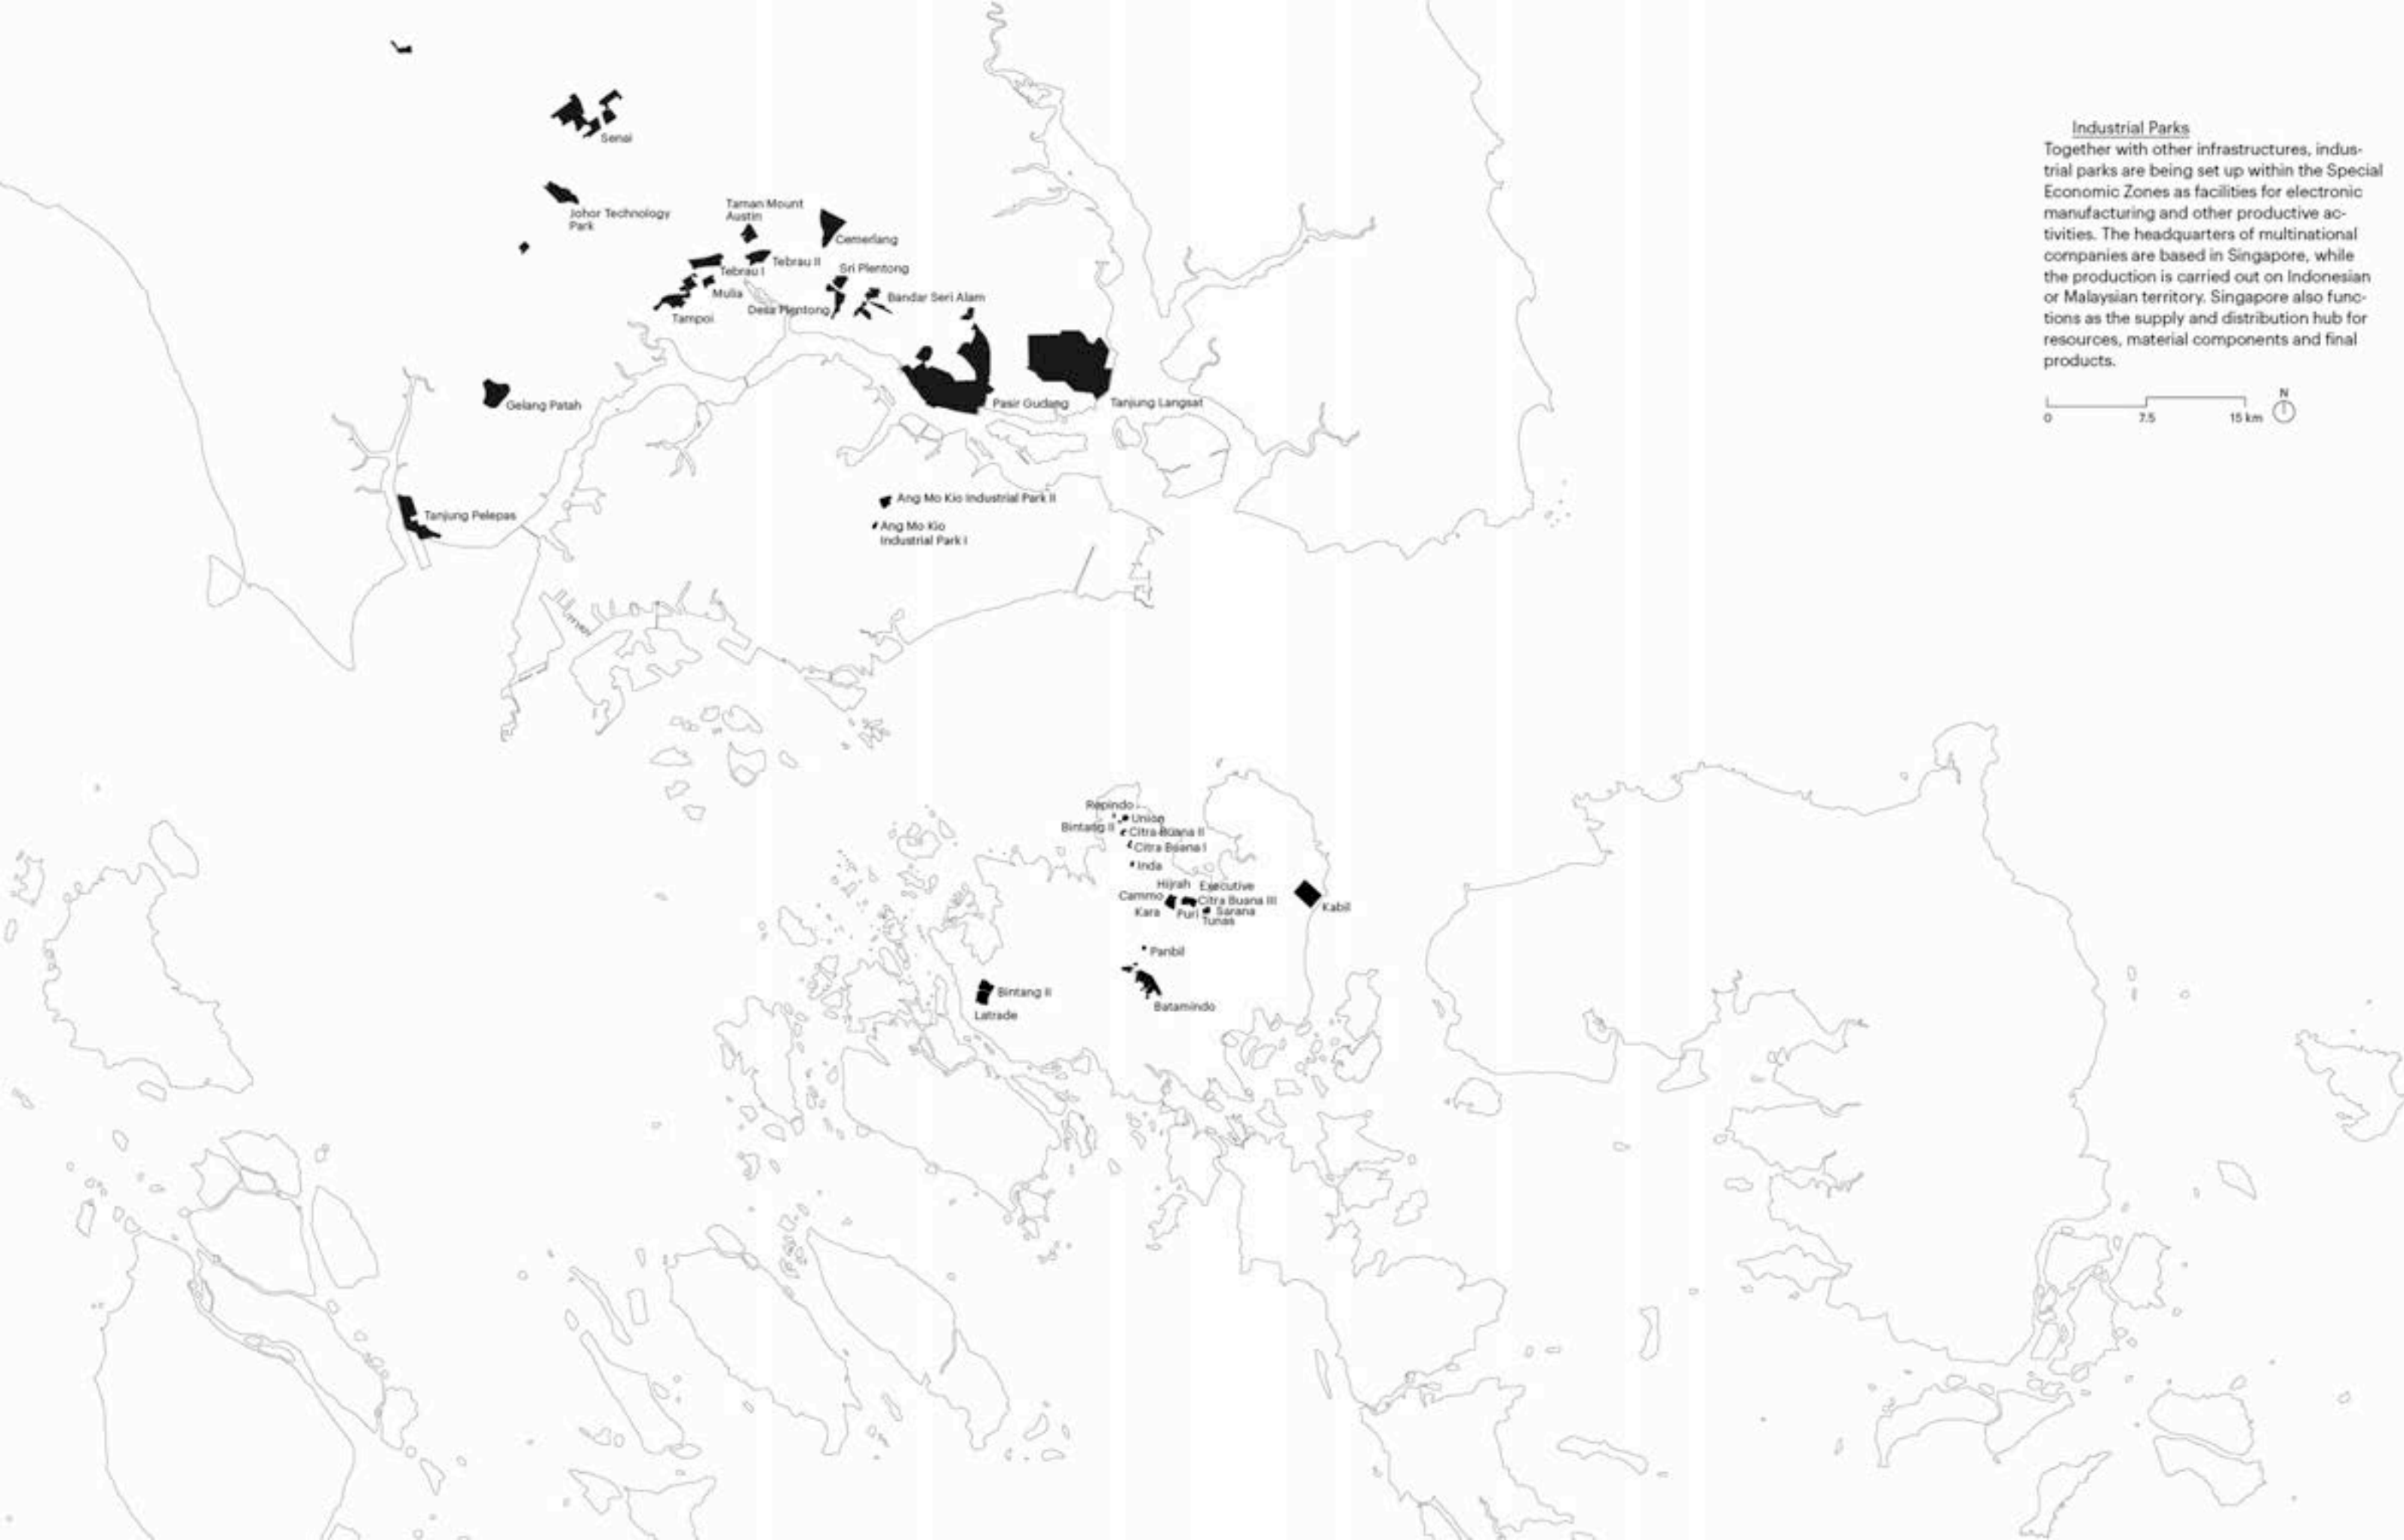 Industrial Parks
Together with other infrastructures, indus-
trial parks are being set up within the Special
Economic Zones as facilities for electronic
manufacturing and other productive ac-
tivities. The headquarters of multinational
companies are based in Singapore, while
the production is carried out on Indonesian
or Malaysian territory. Singapore also func-
tions as the supply and distribution hub for
resources, material components and final
products.
N
0 7.5 15 km
Senai
Johor Technology
Park
Taman Mount
Austin
Cemerlang
Tebrau II
Tebrau I
Sri Plentong
Mulia
Bandar Seri Alam
Desa Plentong
Tampoi
Gelang Patah
Pasir Gudang
Tanjung Langsat
Ang Mo Kio Industrial Park II
Tanjung Pelepas
Ang Mo Kio
Industrial Park I
Repindo
Union
Bintang II
Citra Buana II
Citra Buana I
Inda
Hijrah
Executive
Cammo
Citra Buana III
Kabil
Kara
Puri
Sarana
Tunas
Panbil
Bintang II
Batamindo
Latrade